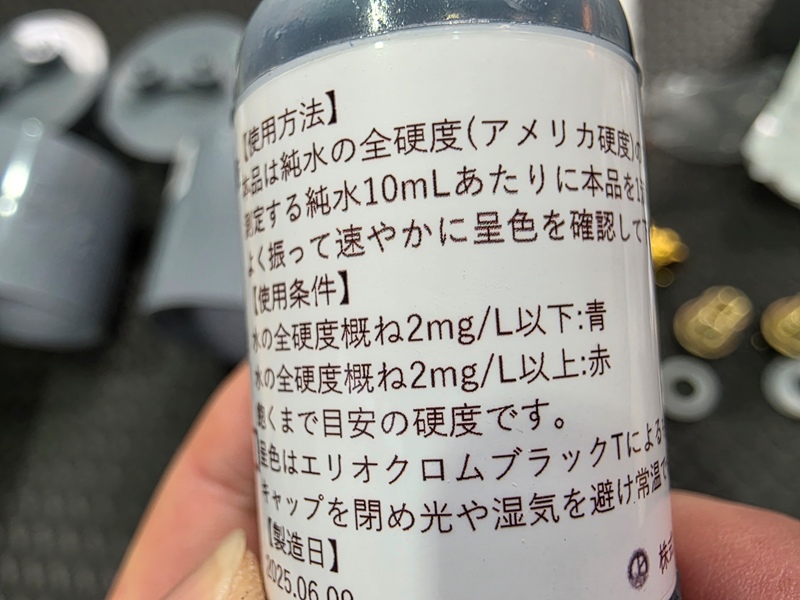 【使用方法】
本品は純水の全硬度(アメリカ硬度)の
測定する純水10mLあたりに本品を1
よく振って速やかに呈色を確認して
【使用条件】
水の全硬度概ね2mg/L以下:青
水の全硬度概ね2mg/L以上:赤
飽くまで目安の硬度です。
呈色はエリオクロムブラックTによる
キャップを閉め光や湿気を避け常温で
【製造日】
2025.06.09
株式